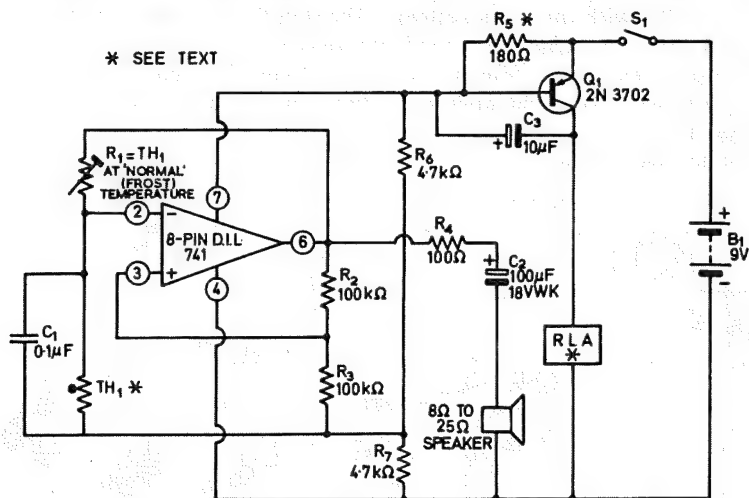 R5 *
180Ω
S1
* SEE TEXT
Q1
2N 3702
C3
+ 10μF
R1=TH1
AT 'NORMAL'
(FROST)
TEMPERATURE
R6
4.7kΩ
7
2
−
8-PIN D.I.L.
741
6
3
+
4
R4
100Ω
+
B1
9V
−
R2
100kΩ
+
C2
100μF
18VWK
C1
0·1μF
TH1 *
R3
100kΩ
RLA
*
8Ω TO
25Ω
SPEAKER
R7
4·7kΩ